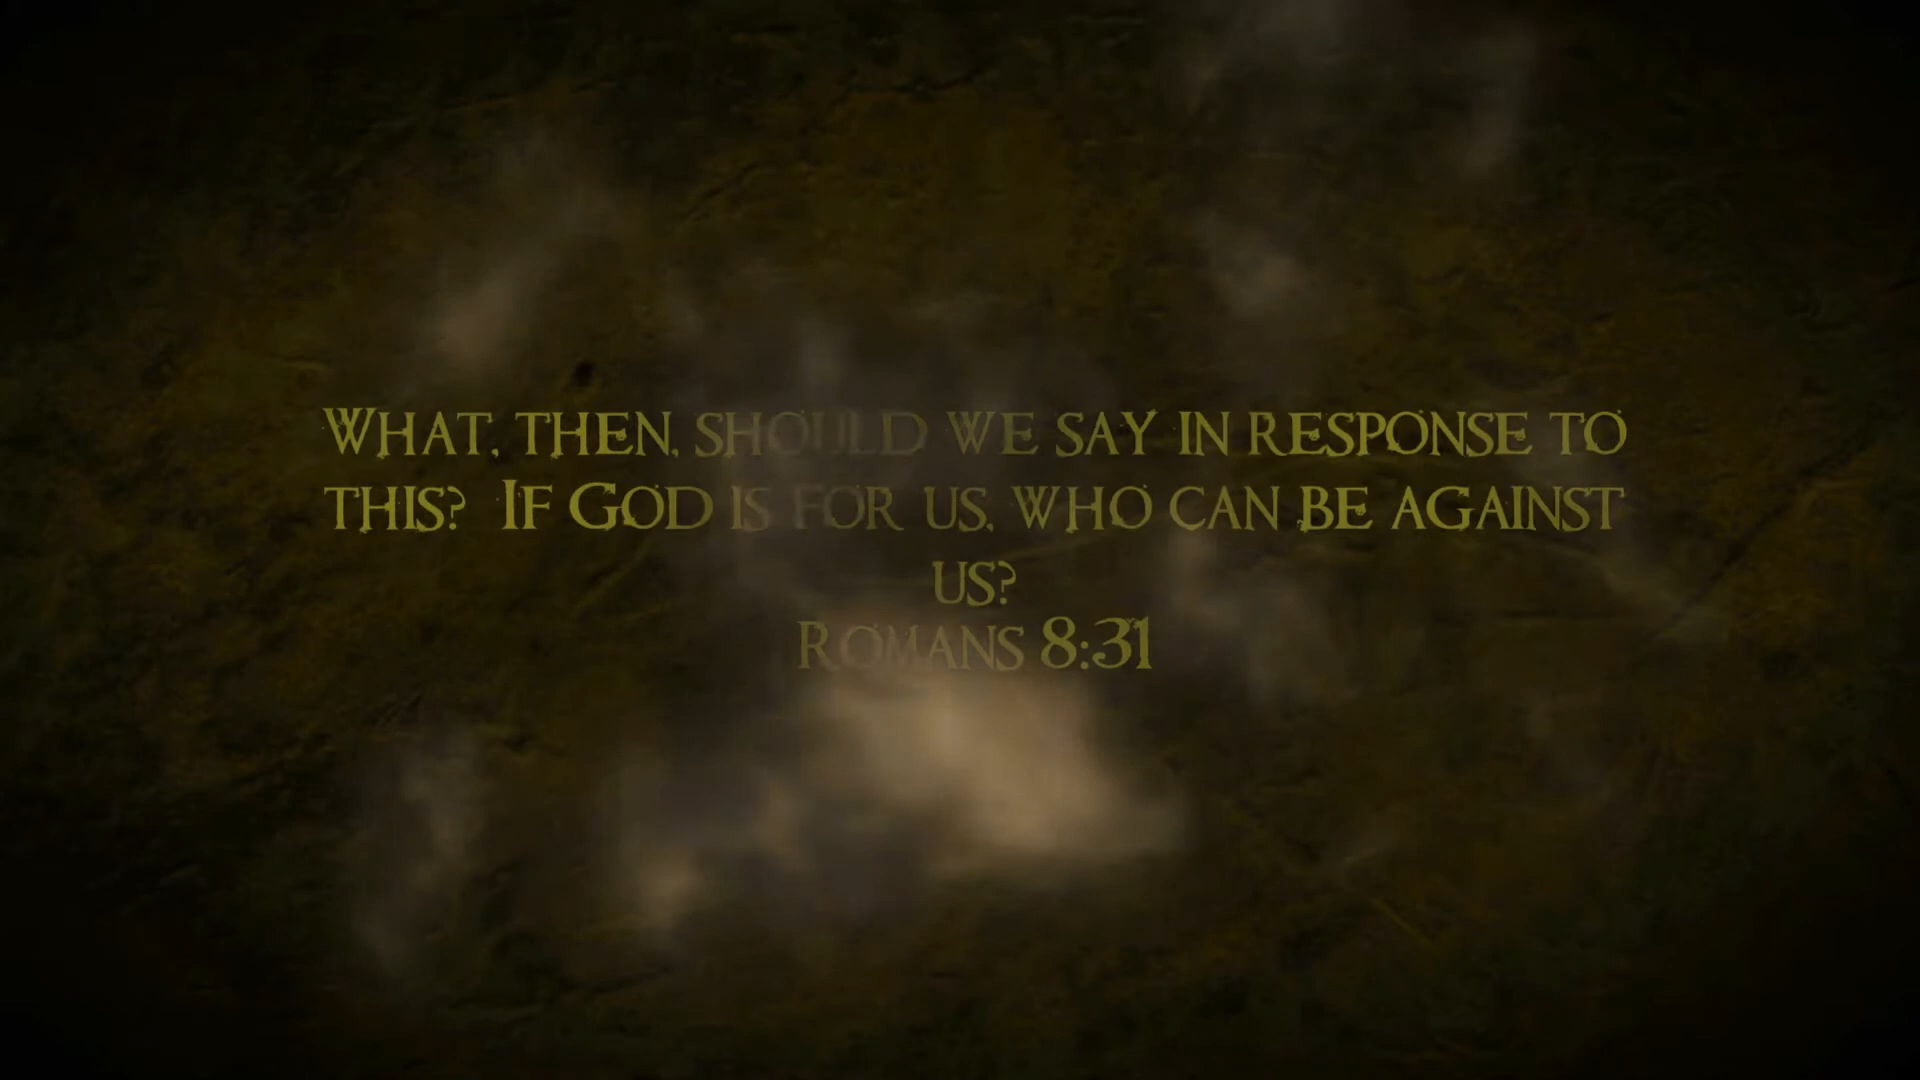 What, then, should we say in response to
this? If God is for us, who can be against
us?
Romans 8:31